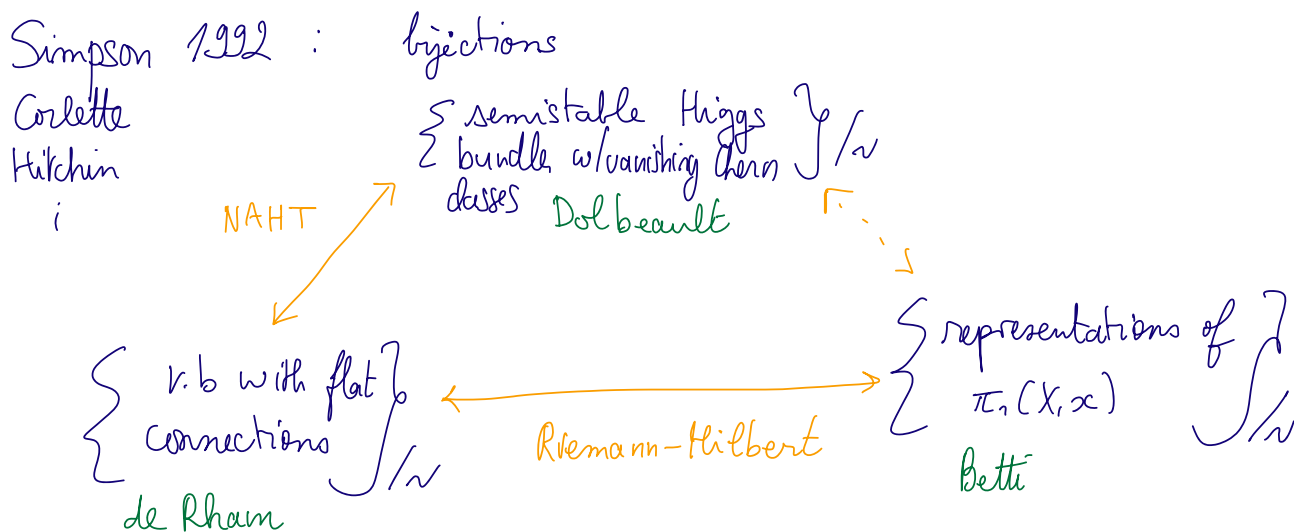 Simpson 1992 : bijections
Corlette
Hitchin
{ semistable Higgs
bundle w/vanishing chern
classes } /~
Dolbeault
NAHT
{ v.b with flat
connections } /~
de Rham
Riemann-Hilbert
{ representations of
π₁(X,x) } /~
Betti